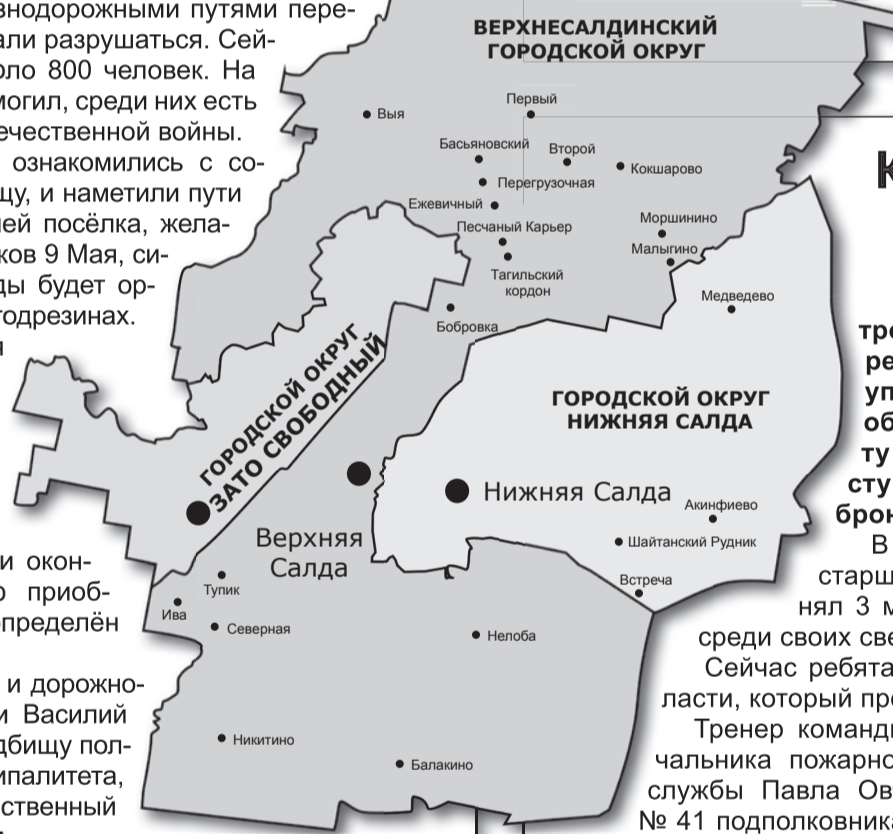 знодорожными путями пере-
али разрушаться. Сей-
оло 800 человек. На
могил, среди них есть
ечественной войны.
ознакомились с со-
щу, и наметили пути
лей посёлка, жела-
ков 9 Мая, си-
ды будет ор-
тодрезинах.
я
и окон-
о приоб-
определён
и дорожно-
и Василий
дбищу пол-
ипалитета,
ственный
ВЕРХНЕСАЛДИНСКИЙ
ГОРОДСКОЙ ОКРУГ
Выя
Первый
Басьяновский
Второй
Кокшарово
Перегрузочная
Ежевичный
Песчаный Карьер
Моршинино
Малыгино
Тагильский
кордон
Медведево
Бобровка
ГОРОДСКОЙ ОКРУГ
ЗАТО СВОБОДНЫЙ
ГОРОДСКОЙ ОКРУГ
НИЖНЯЯ САЛДА
Нижняя Салда
Акинфиево
Шайтанский Рудник
Верхняя
Салда
Встреча
Тупик
Ива
Северная
Нелоба
Никитино
Балакино
К
тре
ре
уп
об
ту
сту
брон
В
старш
нял 3 м
среди своих све
Сейчас ребята
ласти, который пре
Тренер команды
чальника пожарно
службы Павла Ов
№ 41 подполковника